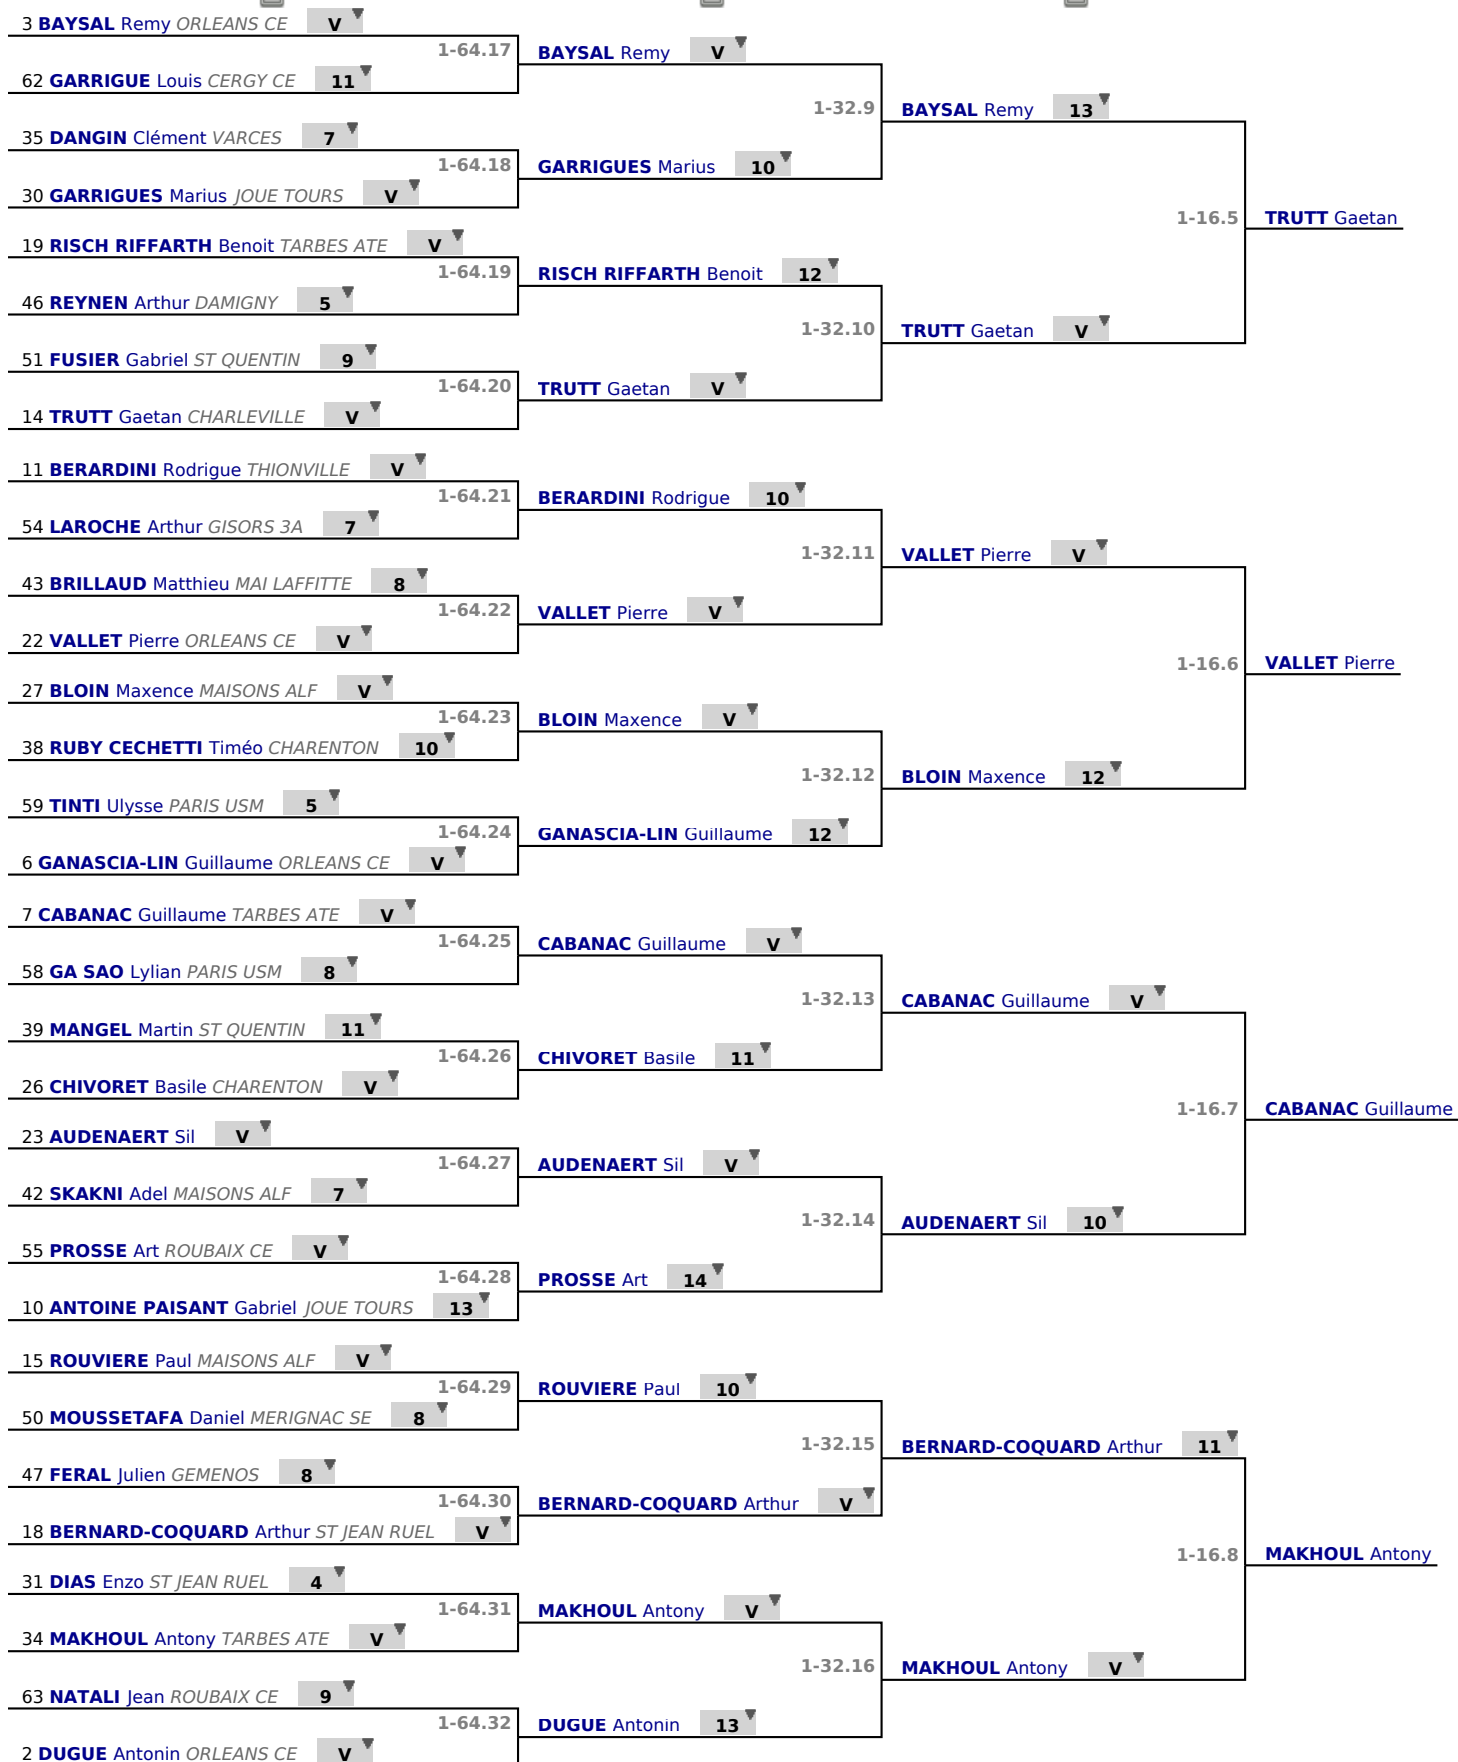 3 BAYSAL Remy ORLEANS CE V
1-64.17
62 GARRIGUE Louis CERGY CE 11
35 DANGIN Clément VARCES 7
1-64.18
30 GARRIGUES Marius JOUE TOURS V
19 RISCH RIFFARTH Benoit TARBES ATE V
1-64.19
46 REYNEN Arthur DAMIGNY 5
51 FUSIER Gabriel ST QUENTIN 9
1-64.20
14 TRUTT Gaetan CHARLEVILLE V
11 BERARDINI Rodrigue THIONVILLE V
1-64.21
54 LAROCHE Arthur GISORS 3A 7
43 BRILLAUD Matthieu MAI LAFFITTE 8
1-64.22
22 VALLET Pierre ORLEANS CE V
27 BLOIN Maxence MAISONS ALF V
1-64.23
38 RUBY CECHETTI Timéo CHARENTON 10
59 TINTI Ulysse PARIS USM 5
1-64.24
6 GANASCIA-LIN Guillaume ORLEANS CE V
7 CABANAC Guillaume TARBES ATE V
1-64.25
58 GA SAO Lylian PARIS USM 8
39 MANGEL Martin ST QUENTIN 11
1-64.26
26 CHIVORET Basile CHARENTON V
23 AUDENAERT Sil V
1-64.27
42 SKAKNI Adel MAISONS ALF 7
55 PROSSE Art ROUBAIX CE V
1-64.28
10 ANTOINE PAISANT Gabriel JOUE TOURS 13
15 ROUVIERE Paul MAISONS ALF V
1-64.29
50 MOUSSETAFA Daniel MERIGNAC SE 8
47 FERAL Julien GEMENOS 8
1-64.30
18 BERNARD-COQUARD Arthur ST JEAN RUEL V
31 DIAS Enzo ST JEAN RUEL 4
1-64.31
34 MAKHOUL Antony TARBES ATE V
63 NATALI Jean ROUBAIX CE 9
1-64.32
2 DUGUE Antonin ORLEANS CE V
BAYSAL Remy V
1-32.9
GARRIGUES Marius 10
RISCH RIFFARTH Benoit 12
1-32.10
TRUTT Gaetan V
BERARDINI Rodrigue 10
1-32.11
VALLET Pierre V
BLOIN Maxence V
1-32.12
GANASCIA-LIN Guillaume 12
CABANAC Guillaume V
1-32.13
CHIVORET Basile 11
AUDENAERT Sil V
1-32.14
PROSSE Art 14
ROUVIERE Paul 10
1-32.15
BERNARD-COQUARD Arthur V
MAKHOUL Antony V
1-32.16
DUGUE Antonin 13
BAYSAL Remy 13
1-16.5
TRUTT Gaetan V
VALLET Pierre V
1-16.6
BLOIN Maxence 12
CABANAC Guillaume V
1-16.7
AUDENAERT Sil 10
BERNARD-COQUARD Arthur 11
1-16.8
MAKHOUL Antony V
TRUTT Gaetan
VALLET Pierre
CABANAC Guillaume
MAKHOUL Antony